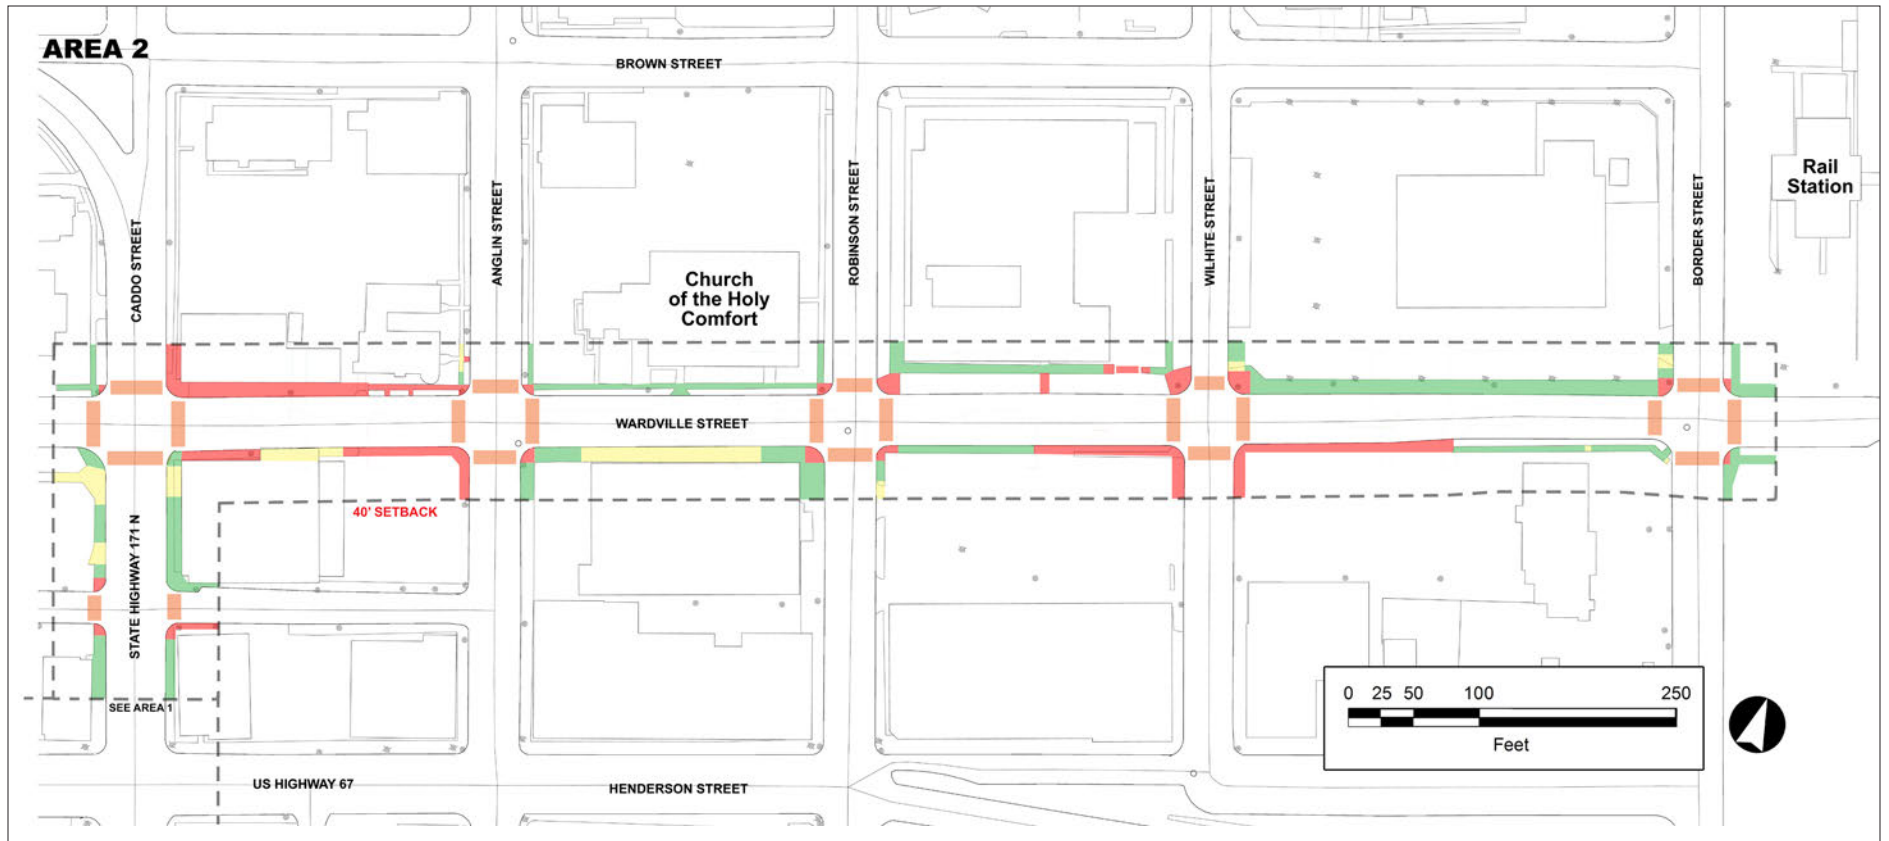 AREA 2
BROWN STREET
Rail
Station
CADDO STREET
ANGLIN STREET
ROBINSON STREET
WILHITE STREET
BORDER STREET
Church
of the Holy
Comfort
WARDVILLE STREET
40' SETBACK
STATE HIGHWAY 171 N
SEE AREA 1
0 25 50 100 250
Feet
US HIGHWAY 67
HENDERSON STREET